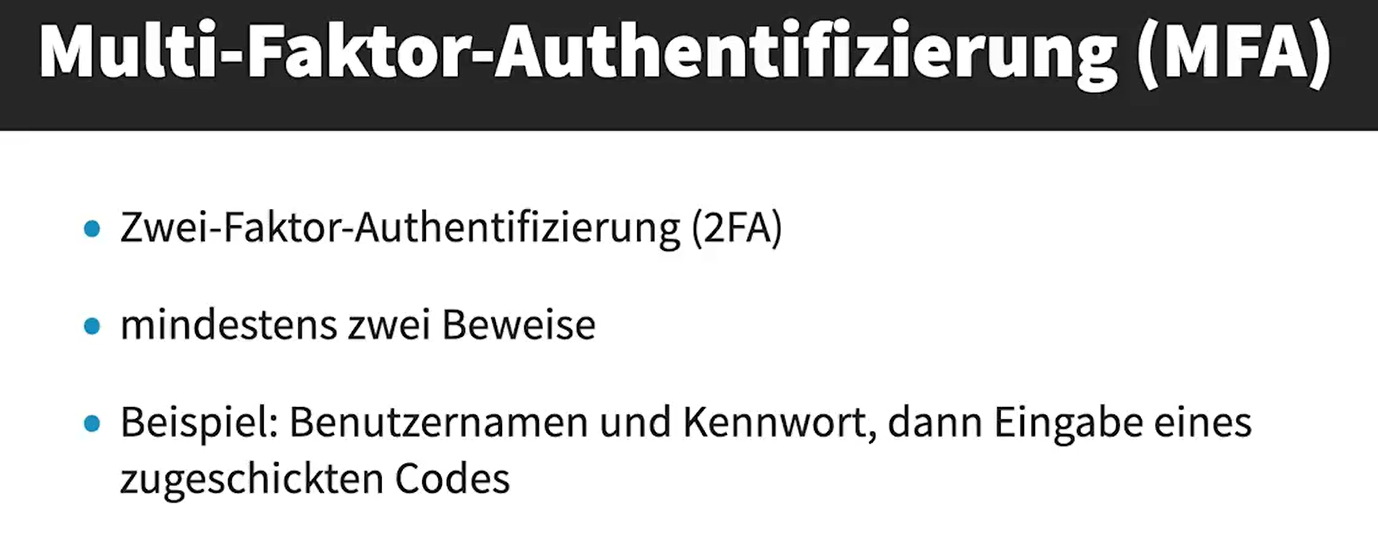 Multi-Faktor-Authentifizierung (MFA)
• Zwei-Faktor-Authentifizierung (2FA)
• mindestens zwei Beweise
• Beispiel: Benutzernamen und Kennwort, dann Eingabe eines
zugeschickten Codes